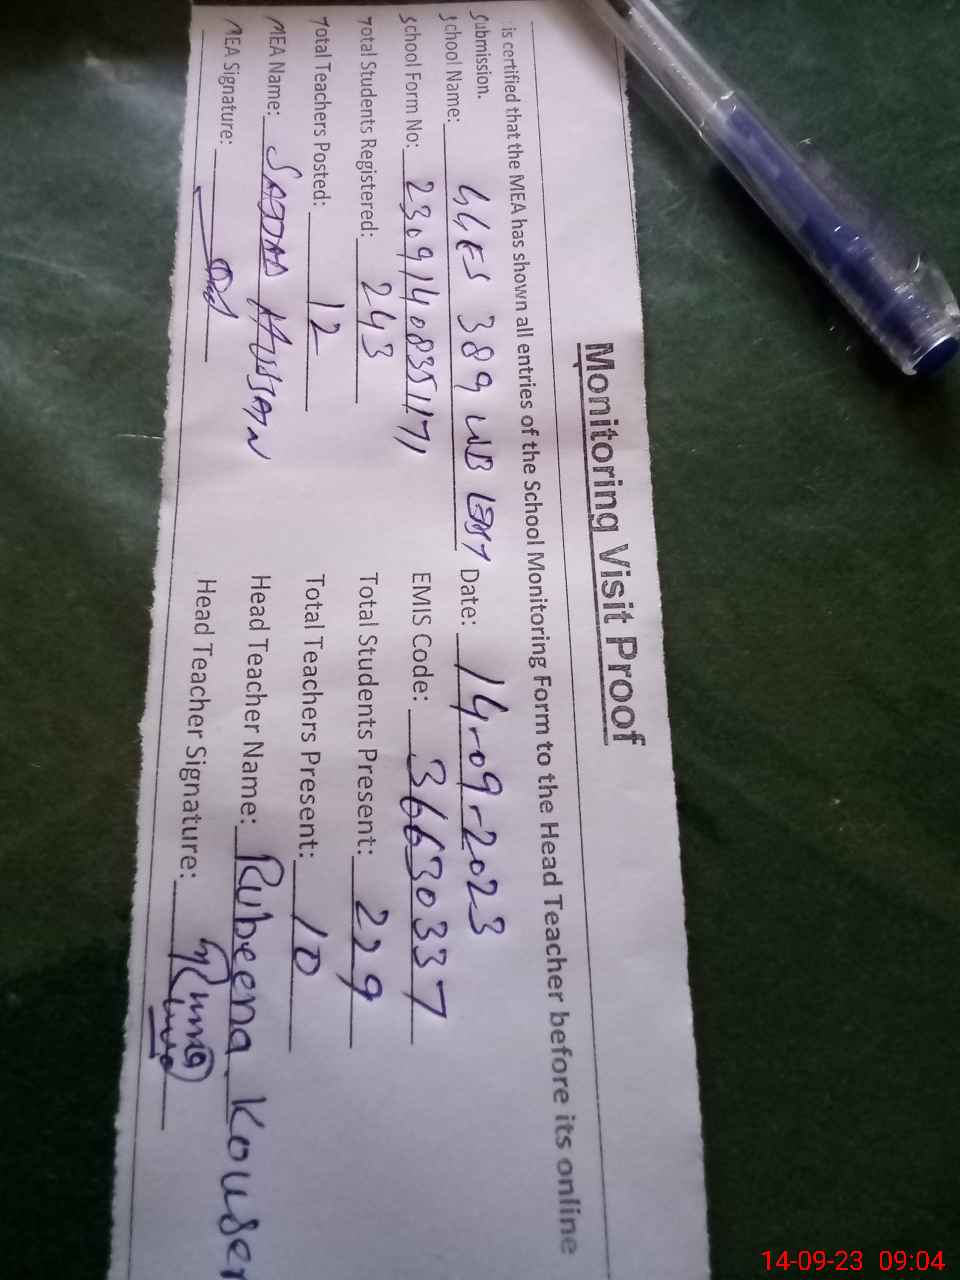 Monitoring Visit Proof
is certified that the MEA has shown all entries of the School Monitoring Form to the Head Teacher before its online
Submission.
School Name: GGES 389 WB EAST Date: 14-09-2023
School Form No: 2309140835171 EMIS Code: 36630337
Total Students Registered: 243 Total Students Present: 229
Total Teachers Posted: 12 Total Teachers Present: 10
MEA Name: SAJJAD HUSSAIN Head Teacher Name: Rubeena Kouser
MEA Signature: Head Teacher Signature:
14-09-23 09:04